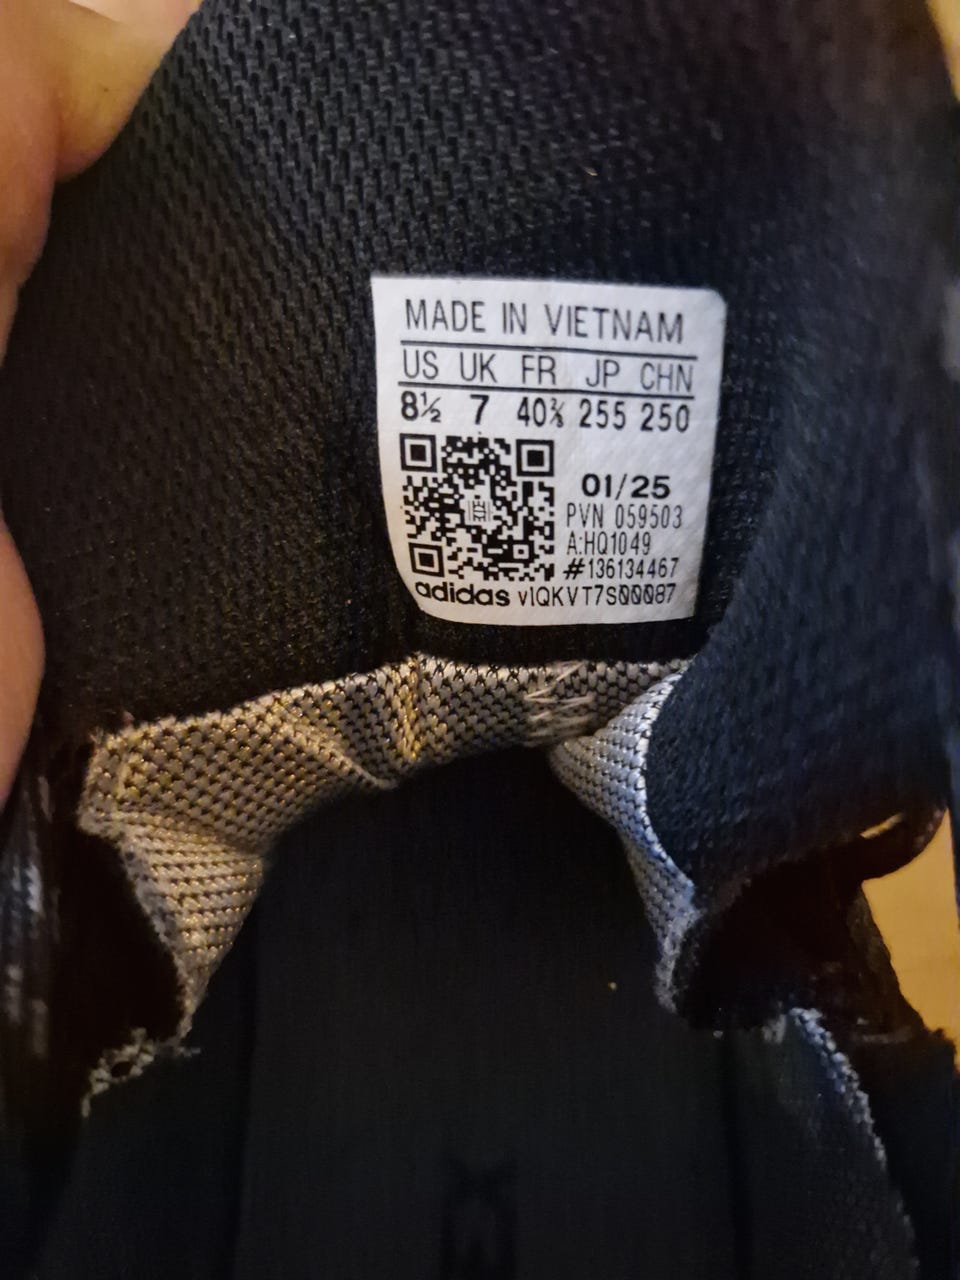 MADE IN VIETNAM
US UK FR JP CHN
8½ 7 40⅔ 255 250
01/25
PVN 059503
A:HQ1049
#136134467
adidas vIQKVT7S00087